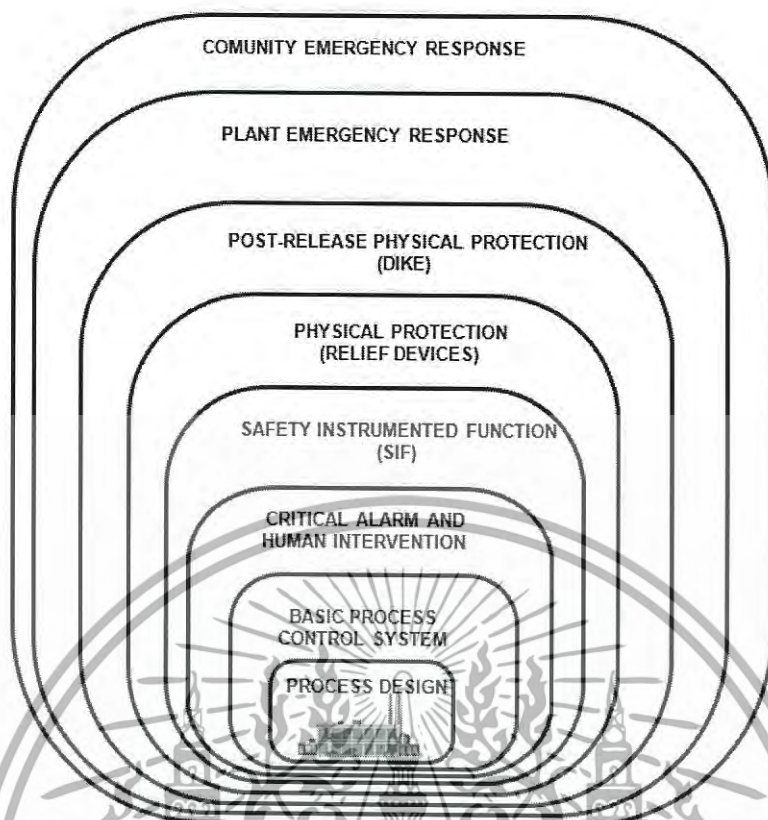 COMUNITY EMERGENCY RESPONSE
PLANT EMERGENCY RESPONSE
POST-RELEASE PHYSICAL PROTECTION
(DIKE)
PHYSICAL PROTECTION
(RELIEF DEVICES)
SAFETY INSTRUMENTED FUNCTION
(SIF)
CRITICAL ALARM AND
HUMAN INTERVENTION
BASIC PROCESS
CONTROL SYSTEM
PROCESS DESIGN